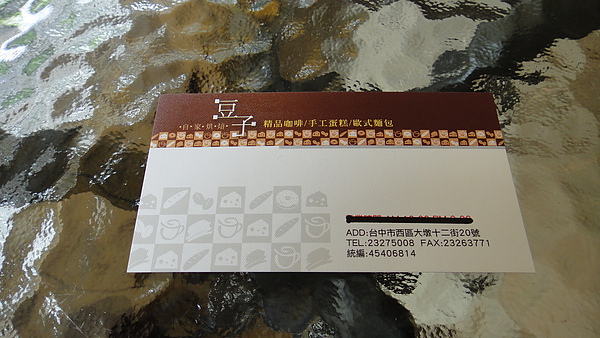 豆子
·自家烘焙·
精品咖啡/手工蛋糕/歐式麵包
ADD:台中市西區大墩十二街20號
TEL:23275008 FAX:23263771
統編:45406814